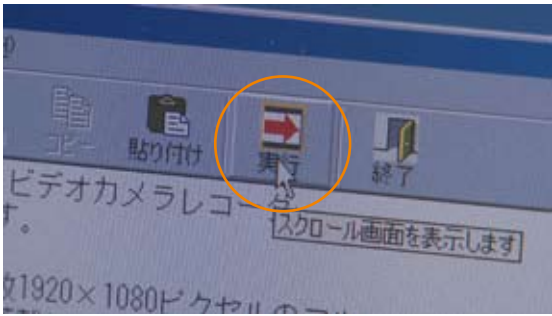 コピー
貼り付け
実行
終了
ビデオカメラレコー
す。
スクロール画面を表示します
1920×1080ピクセルのフル